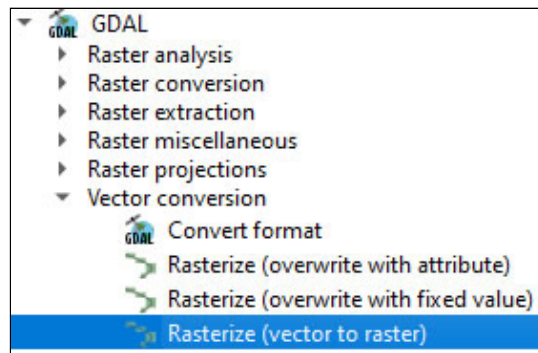 GDAL
Raster analysis
Raster conversion
Raster extraction
Raster miscellaneous
Raster projections
Vector conversion
Convert format
Rasterize (overwrite with attribute)
Rasterize (overwrite with fixed value)
Rasterize (vector to raster)